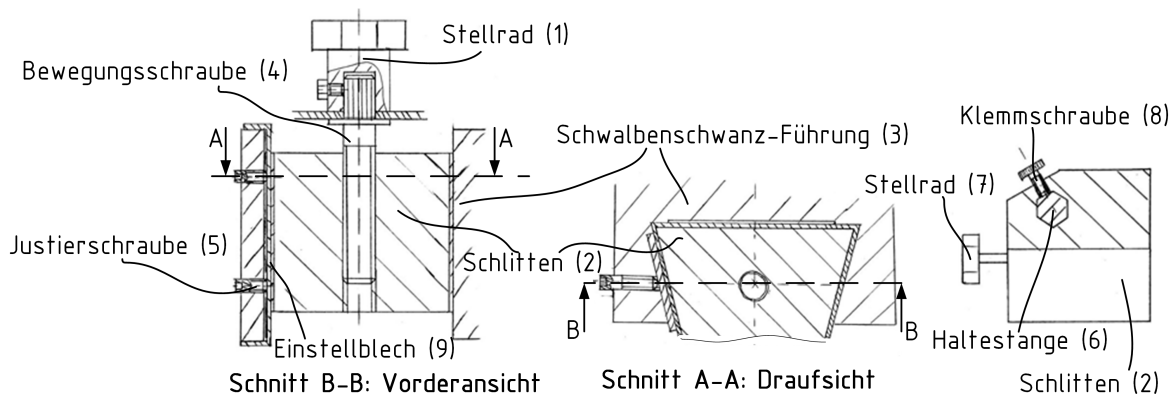 Stellrad (1)
Bewegungsschraube (4)
A
A
Schwalbenschwanz-Führung (3)
Klemmschraube (8)
Stellrad (7)
Justierschraube (5)
Schlitten (2)
B
B
Einstellblech (9)
Haltestange (6)
Schnitt B-B: Vorderansicht
Schnitt A-A: Draufsicht
Schlitten (2)